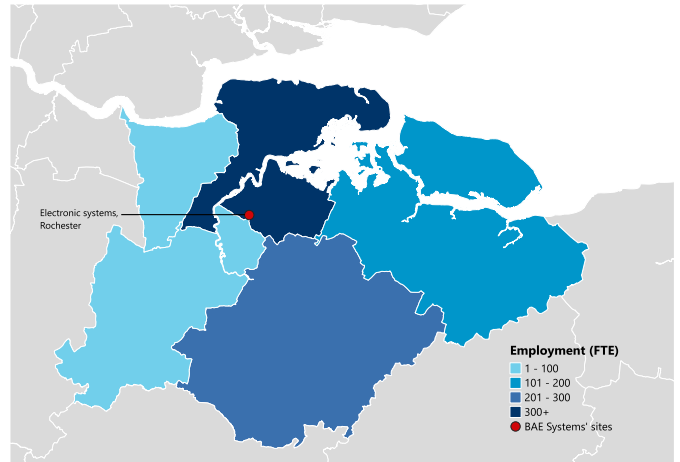 Electronic systems,
Rochester
Employment (FTE)
1 - 100
101 - 200
201 - 300
300+
BAE Systems' sites